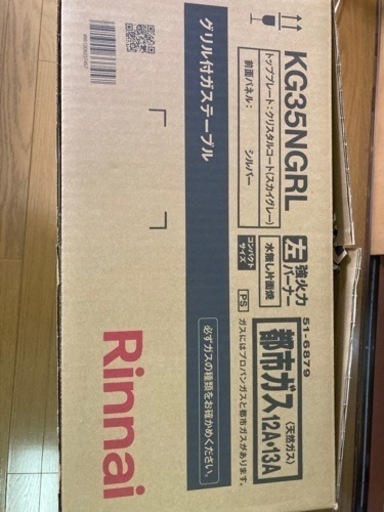 KG35NGRL
トッププレート：クリスタルコート(スカイグレー)
前面パネル：　シルバー
グリル付ガステーブル
左
強火力
バーナー
水無し片面焼
コンパクト
サイズ
PS
51-6879
〈天然ガス〉
都市ガス12A・13A
ガスにはプロパンガスと都市ガスがあります。
必ずガスの種類をお確かめください。
Rinnai